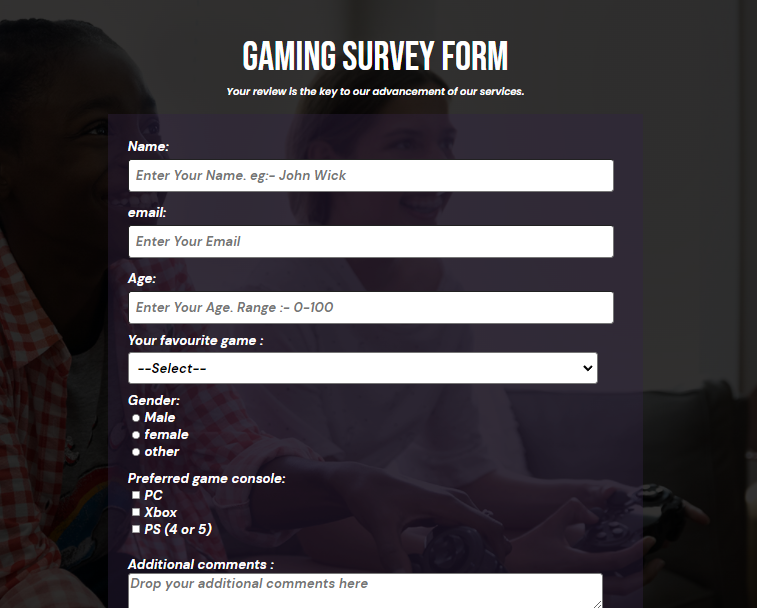 GAMING SURVEY FORM
Your review is the key to our advancement of our services.
Name:
Enter Your Name. eg:- John Wick
email:
Enter Your Email
Age:
Enter Your Age. Range :- 0-100
Your favourite game :
--Select--
Gender:
Male
female
other
Preferred game console:
PC
Xbox
PS (4 or 5)
Additional comments :
Drop your additional comments here